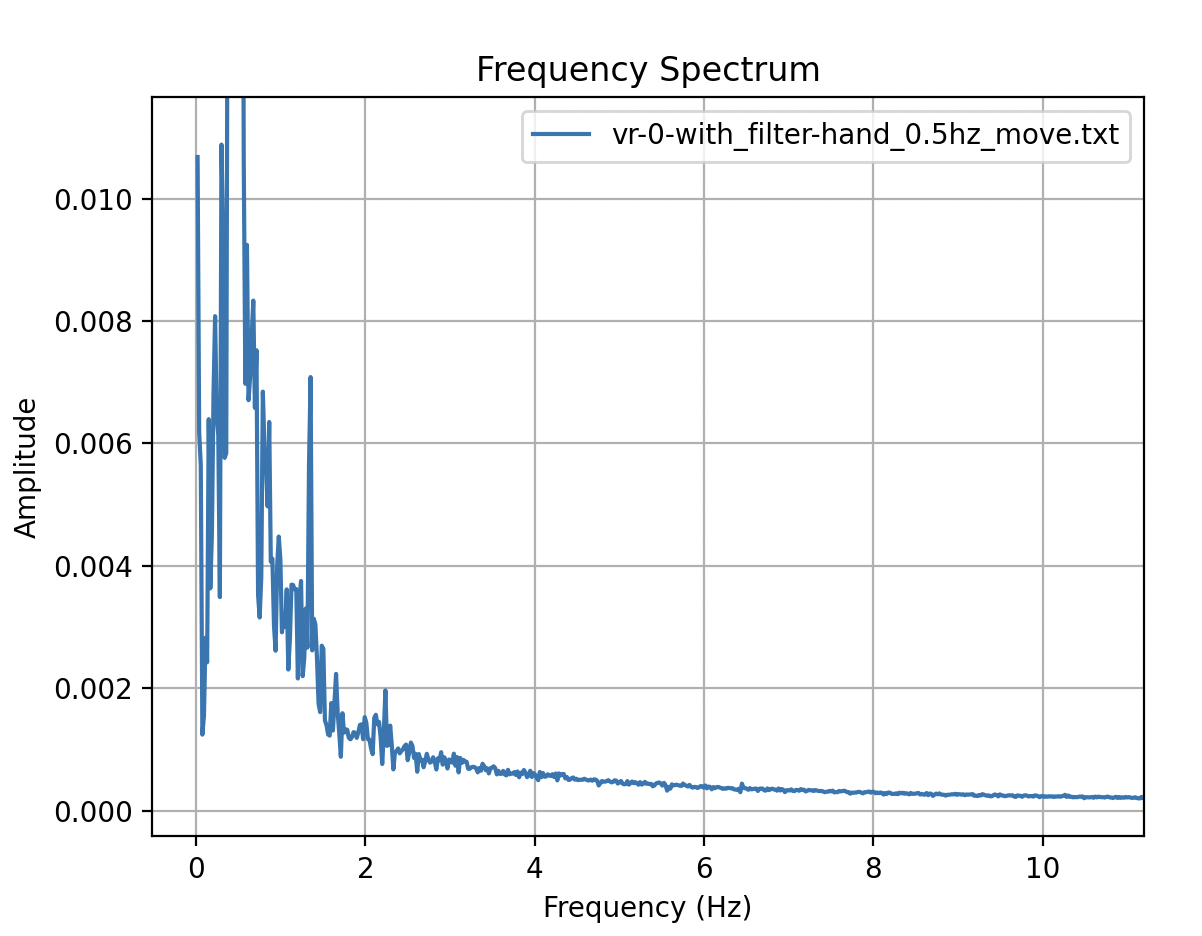 Frequency Spectrum
vr-0-with_filter-hand_0.5hz_move.txt
0.010
0.008
0.006
0.004
0.002
0.000
Amplitude
0 2 4 6 8 10
Frequency (Hz)